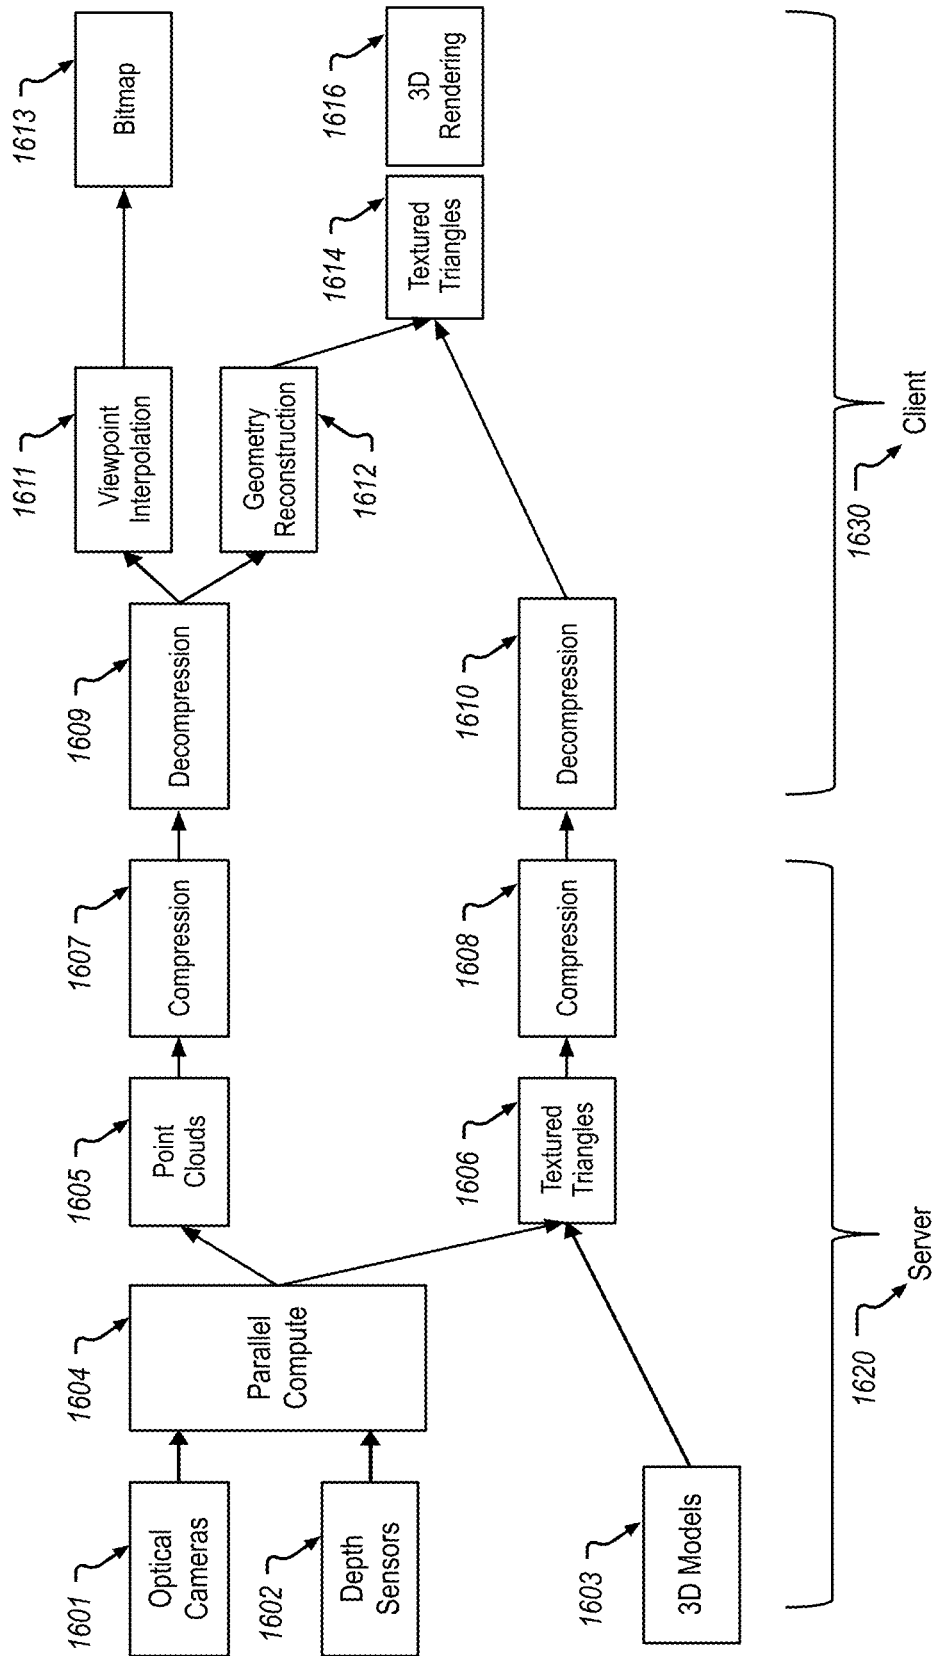 1601
Optical
Cameras
1602
Depth
Sensors
1603
3D Models
1604
Parallel
Compute
1605
Point
Clouds
1606
Textured
Triangles
1607
Compression
1608
Compression
1609
Decompression
1610
Decompression
1611
Viewpoint
Interpolation
Geometry
Reconstruction
1612
1613
Bitmap
1614
Textured
Triangles
1616
3D
Rendering
1620
Server
1630
Client